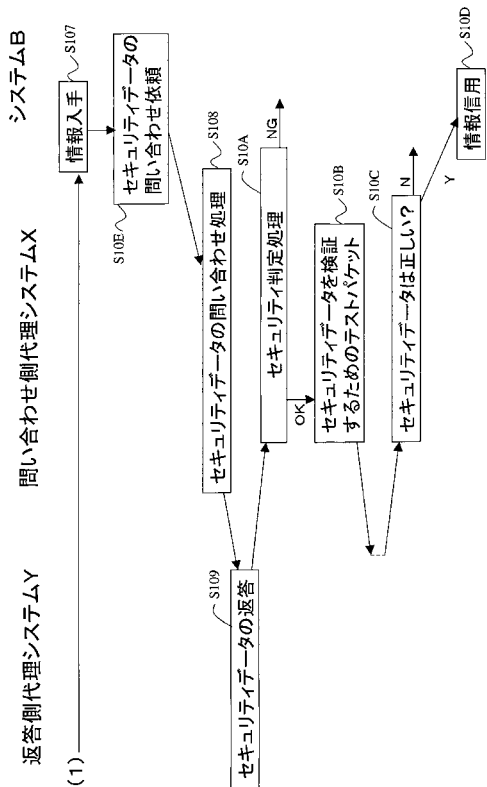 返答側代理システムY
問い合わせ側代理システムX
システムB
(1)
情報入手
S107
セキュリティデータの
問い合わせ依頼
S10E
セキュリティデータの問い合わせ処理
S108
セキュリティデータの返答
S109
セキュリティ判定処理
S10A
NG
OK
セキュリティデータを検証
するためのテストパケット
S10B
セキュリティデータは正しい?
S10C
N
Y
情報信用
S10D